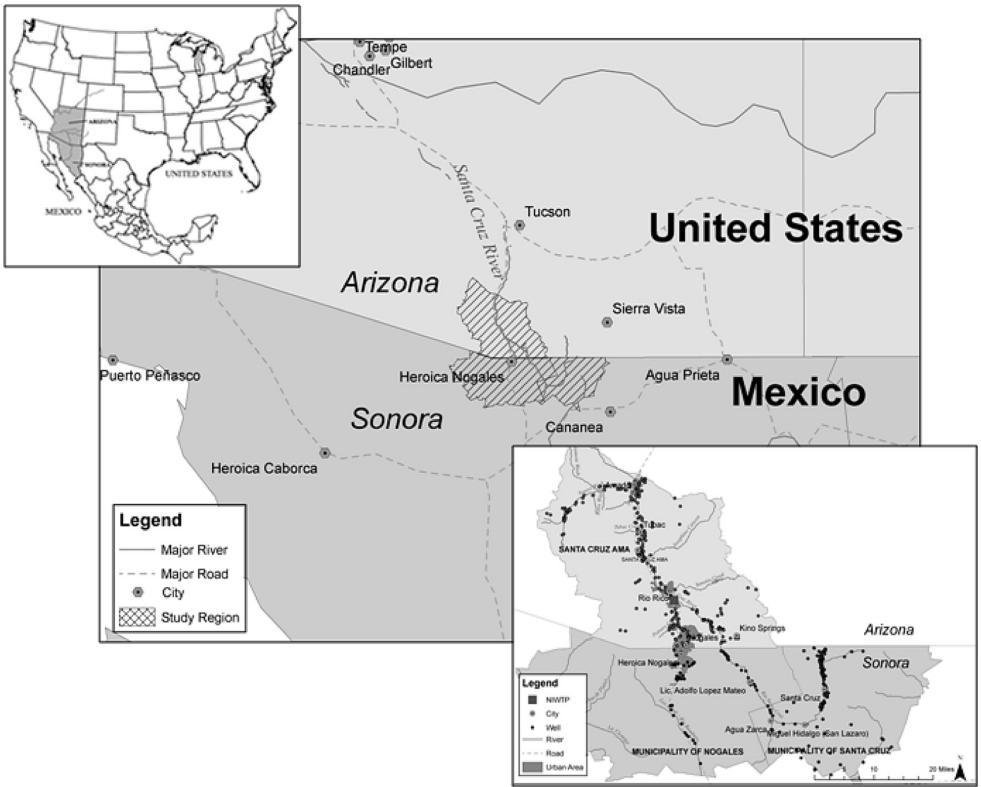 ARIZONA
SONORA
UNITED STATES
MEXICO
Tempe
Gilbert
Chandler
Santa Cruz River
Tucson
United States
Arizona
Sierra Vista
Puerto Peñasco
Heroica Nogales
Agua Prieta
Mexico
Sonora
Cananea
Heroica Caborca
Legend
Major River
Major Road
City
Study Region
Tubac
SANTA CRUZ AMA
Rio Rico
Kino Springs
Nogales
Arizona
Sonora
Heroica Nogales
Lic. Adolfo Lopez Mateo
Santa Cruz
Agua Zarca
Miguel Hidalgo (San Lazaro)
MUNICIPALITY OF NOGALES
MUNICIPALITY OF SANTA CRUZ
Legend
NIWTP
City
Well
River
Road
Urban Area
N
5
10
20 Miles